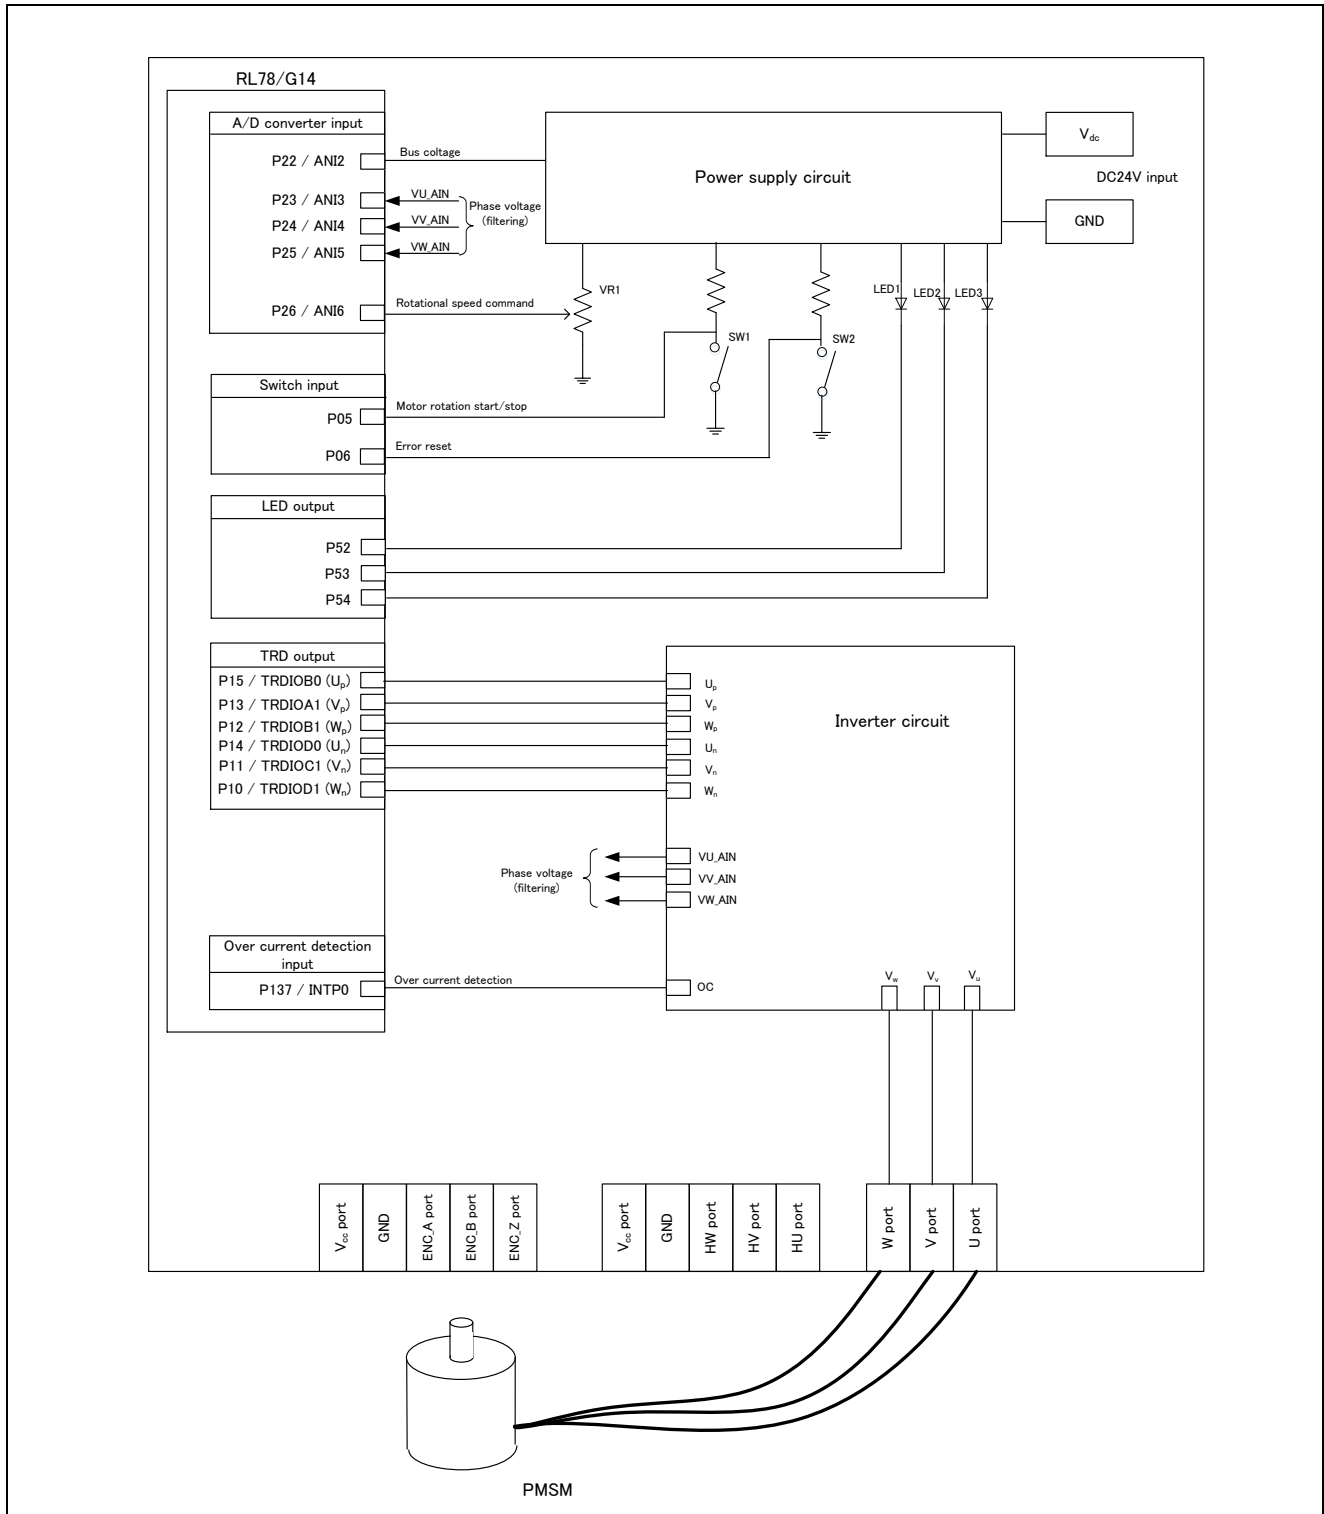 RL78/G14
A/D converter input
P22 / ANI2
P23 / ANI3
P24 / ANI4
P25 / ANI5
P26 / ANI6
Bus coltage
VU_AIN
VV_AIN
VW_AIN
Phase voltage
(filtering)
Rotational speed command
Power supply circuit
Vdc
DC24V input
GND
VR1
SW1
SW2
LED1
LED2
LED3
Switch input
P05
P06
Motor rotation start/stop
Error reset
LED output
P52
P53
P54
TRD output
P15 / TRDIOB0 (Up)
P13 / TRDIOA1 (Vp)
P12 / TRDIOB1 (Wp)
P14 / TRDIOD0 (Un)
P11 / TRDIOC1 (Vn)
P10 / TRDIOD1 (Wn)
Up
Vp
Wp
Un
Vn
Wn
Inverter circuit
Phase voltage
(filtering)
VU_AIN
VV_AIN
VW_AIN
Over current detection
input
P137 / INTP0
Over current detection
OC
Vw
Vv
Vu
Vcc port
GND
ENC_A port
ENC_B port
ENC_Z port
Vcc port
GND
HW port
HV port
HU port
W port
V port
U port
PMSM